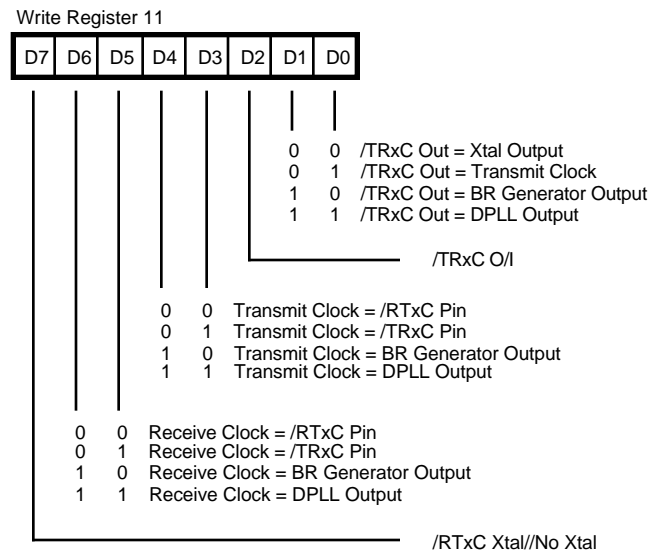 Write Register 11
D7 D6 D5 D4 D3 D2 D1 D0
0 0 /TRxC Out = Xtal Output
0 1 /TRxC Out = Transmit Clock
1 0 /TRxC Out = BR Generator Output
1 1 /TRxC Out = DPLL Output
/TRxC O/I
0 0 Transmit Clock = /RTxC Pin
0 1 Transmit Clock = /TRxC Pin
1 0 Transmit Clock = BR Generator Output
1 1 Transmit Clock = DPLL Output
0 0 Receive Clock = /RTxC Pin
0 1 Receive Clock = /TRxC Pin
1 0 Receive Clock = BR Generator Output
1 1 Receive Clock = DPLL Output
/RTxC Xtal//No Xtal